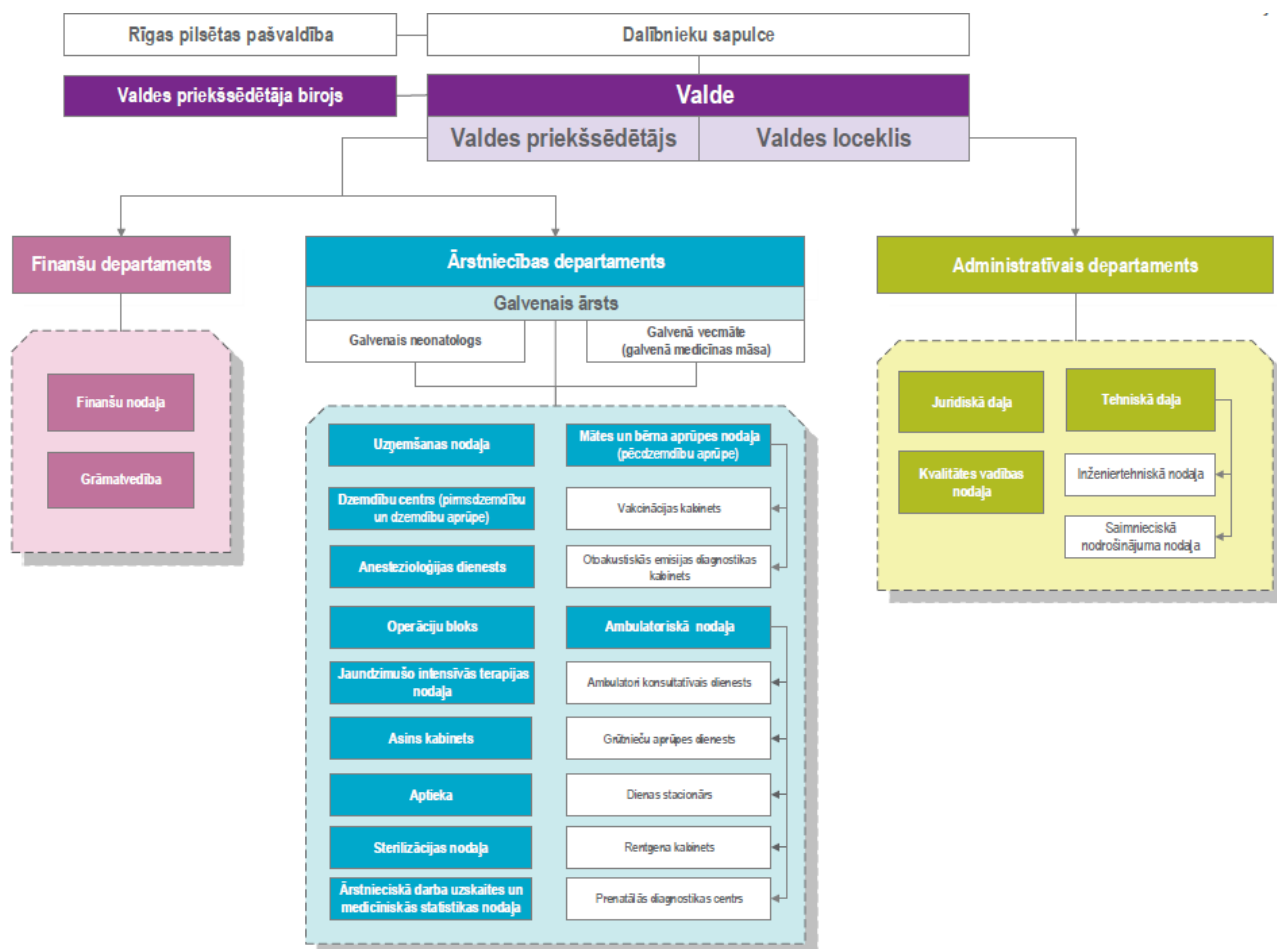 Rīgas pilsētas pašvaldība
Dalībnieku sapulce
Valdes priekšsēdētāja birojs
Valde
Valdes priekšsēdētājs
Valdes loceklis
Finanšu departaments
Ārstniecības departaments
Administratīvais departaments
Galvenais ārsts
Galvenais neonatologs
Galvenā vecmāte
(galvenā medicīnas māsa)
Finanšu nodaļa
Grāmatvedība
Uzņemšanas nodaļa
Mātes un bērna aprūpes nodaļa
(pēcdzemdību aprūpe)
Dzemdību centrs (pirmsdzemdību
un dzemdību aprūpe)
Vakcinācijas kabinets
Anestezioloģijas dienests
Otoakustiskās emisijas diagnostikas
kabinets
Operāciju bloks
Ambulatoriskā nodaļa
Jaundzimušo intensīvās terapijas
nodaļa
Ambulatori konsultatīvais dienests
Asins kabinets
Grūtnieču aprūpes dienests
Aptieka
Dienas stacionārs
Sterilizācijas nodaļa
Rentgena kabinets
Ārstnieciskā darba uzskaites un
medicīniskās statistikas nodaļa
Prenatālās diagnostikas centrs
Juridiskā daļa
Tehniskā daļa
Kvalitātes vadības
nodaļa
Inženiertehniskā nodaļa
Saimnieciskā
nodrošinājuma nodaļa